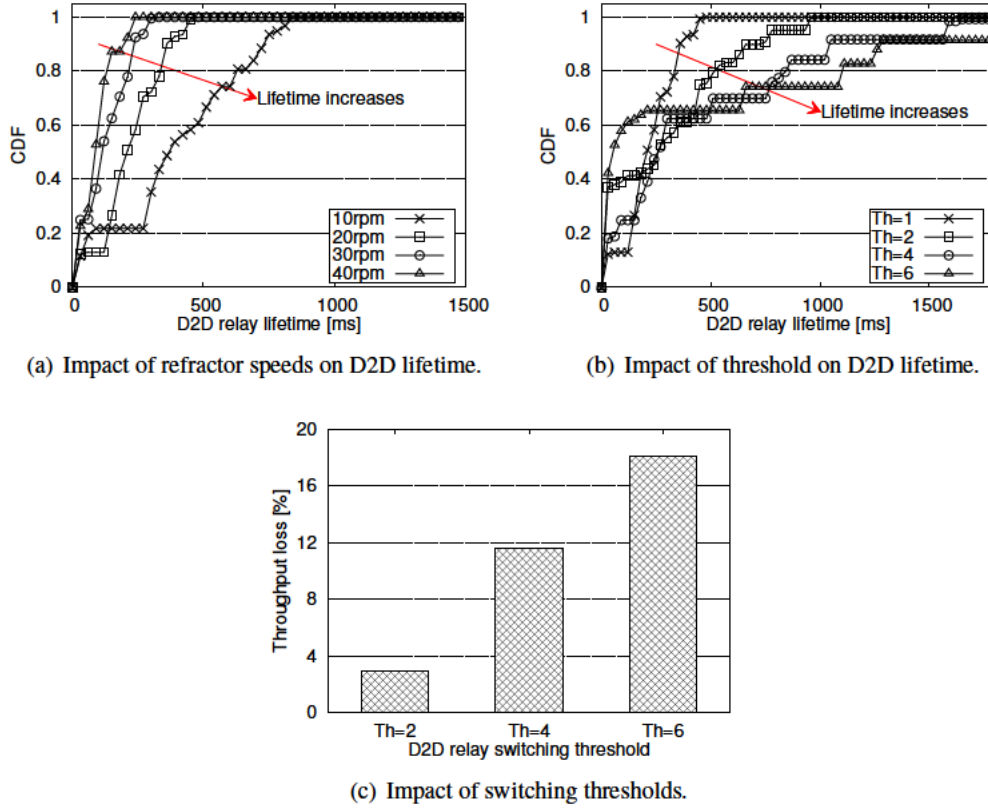 1
0.8
0.6
0.4
0.2
0
CDF
Lifetime increases
10rpm
20rpm
30rpm
40rpm
0 500 1000 1500
D2D relay lifetime [ms]
(a) Impact of refractor speeds on D2D lifetime.
1
0.8
0.6
0.4
0.2
0
CDF
Lifetime increases
Th=1
Th=2
Th=4
Th=6
0 500 1000 1500
D2D relay lifetime [ms]
(b) Impact of threshold on D2D lifetime.
20
16
12
8
4
0
Throughput loss [%]
Th=2 Th=4 Th=6
D2D relay switching threshold
(c) Impact of switching thresholds.